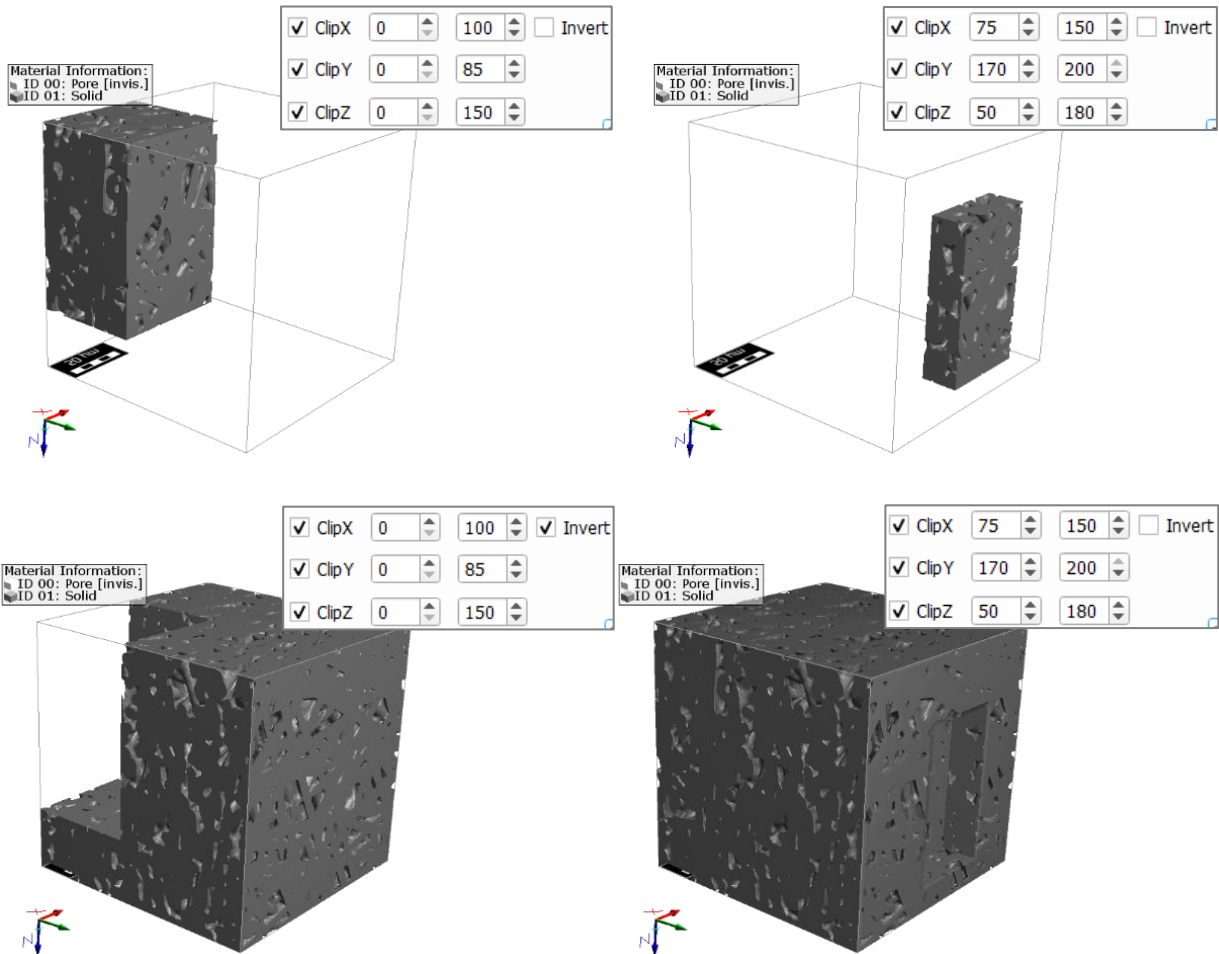 ClipX 0 100 Invert
ClipY 0 85
ClipZ 0 150
Material Information:
ID 00: Pore [invis.]
ID 01: Solid
X
Z
ClipX 75 150 Invert
ClipY 170 200
ClipZ 50 180
Material Information:
ID 00: Pore [invis.]
ID 01: Solid
X
Z
ClipX 0 100 Invert
ClipY 0 85
ClipZ 0 150
Material Information:
ID 00: Pore [invis.]
ID 01: Solid
X
Z
ClipX 75 150 Invert
ClipY 170 200
ClipZ 50 180
Material Information:
ID 00: Pore [invis.]
ID 01: Solid
X
Z